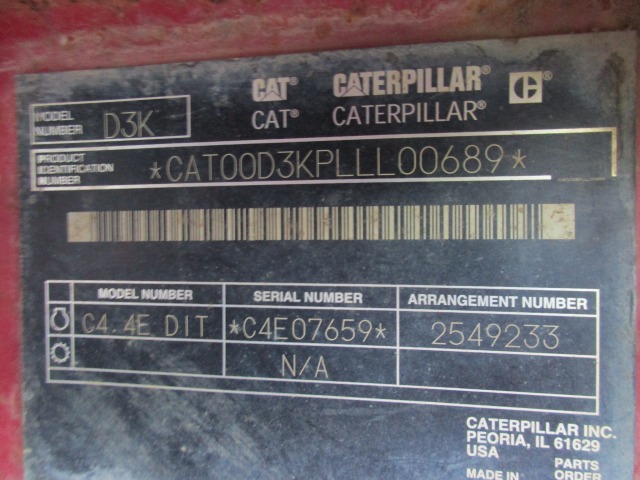 CAT® CATERPILLAR® C®
CAT® CATERPILLAR®
MODEL NUMBER D3K
PRODUCT IDENTIFICATION NUMBER *CAT00D3KPLLL00689*
MODEL NUMBER SERIAL NUMBER ARRANGEMENT NUMBER
C4.4E DIT *C4E07659* 2549233
N/A
CATERPILLAR INC.
PEORIA, IL 61629
USA
PARTS
MADE IN ORDER